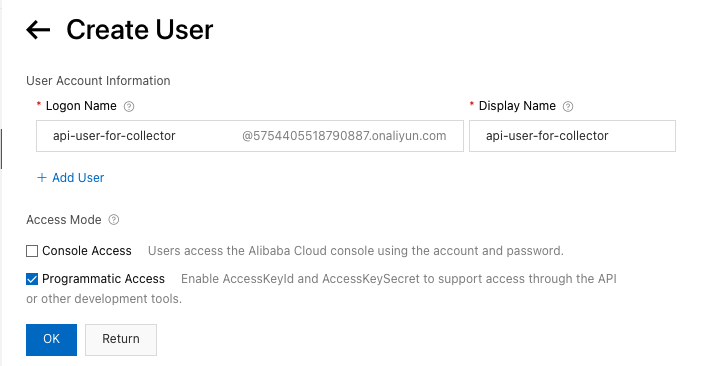 Create User
User Account Information
* Logon Name
* Display Name
api-user-for-collector
@5754405518790887.onaliyun.com
api-user-for-collector
+ Add User
Access Mode
Console Access Users access the Alibaba Cloud console using the account and password.
Programmatic Access Enable AccessKeyId and AccessKeySecret to support access through the API
or other development tools.
OK
Return